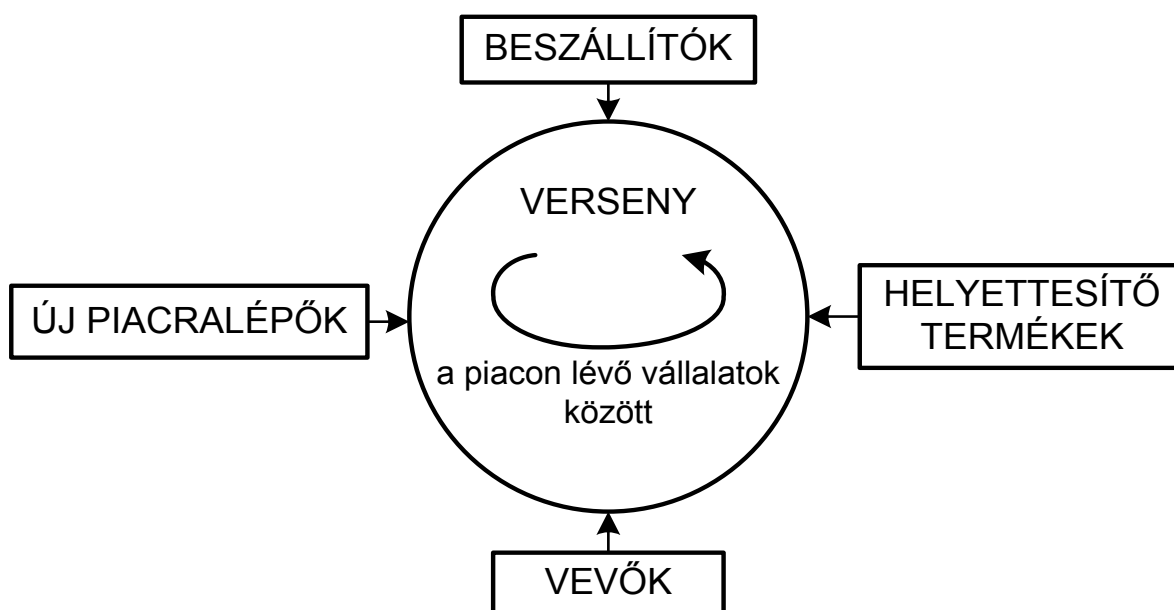 BESZÁLLÍTÓK
VERSENY
ÚJ PIACRALÉPŐK
HELYETTESÍTŐ
TERMÉKEK
a piacon lévő vállalatok
között
VEVŐK